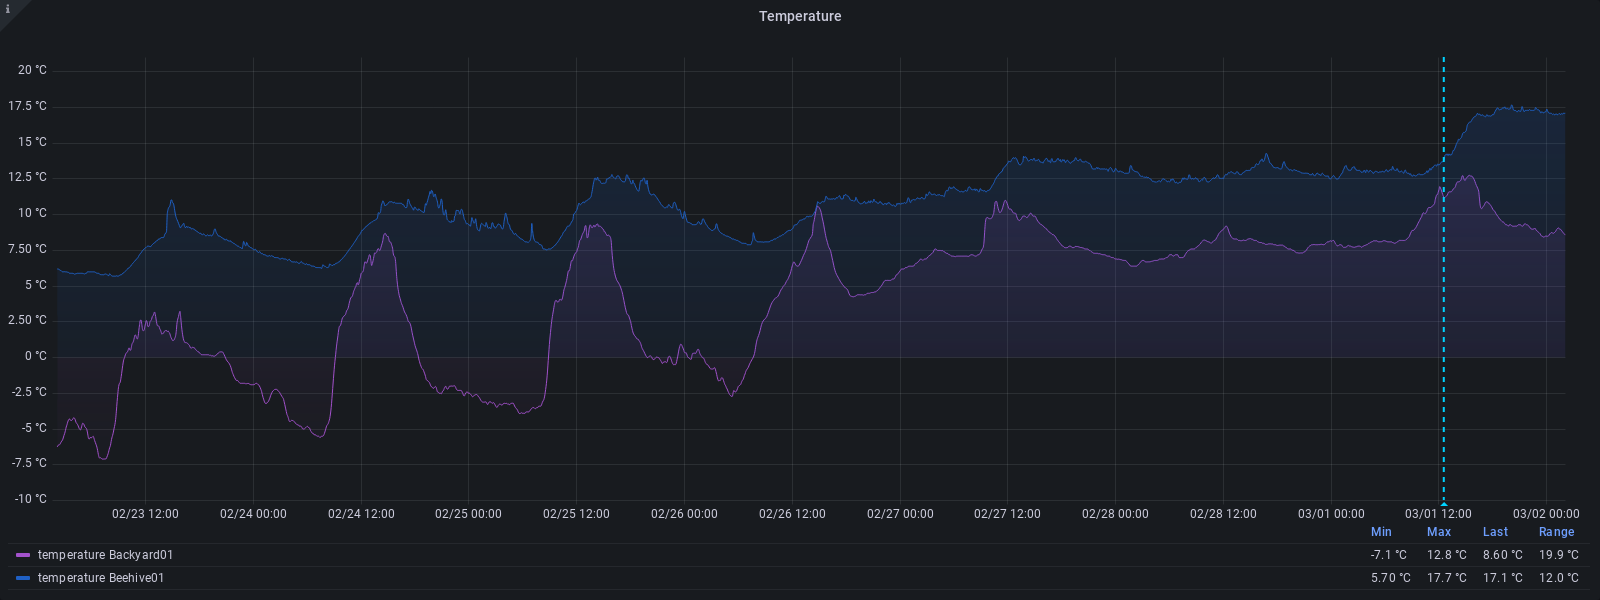 i
Temperature
20 °C
17.5 °C
15 °C
12.5 °C
10 °C
7.50 °C
5 °C
2.50 °C
0 °C
-2.5 °C
-5 °C
-7.5 °C
-10 °C
02/23 12:00 02/24 00:00 02/24 12:00 02/25 00:00 02/25 12:00 02/26 00:00 02/26 12:00 02/27 00:00 02/27 12:00 02/28 00:00 02/28 12:00 03/01 00:00 03/01 12:00 03/02 00:00
Min Max Last Range
temperature Backyard01 -7.1 °C 12.8 °C 8.60 °C 19.9 °C
temperature Beehive01 5.70 °C 17.7 °C 17.1 °C 12.0 °C